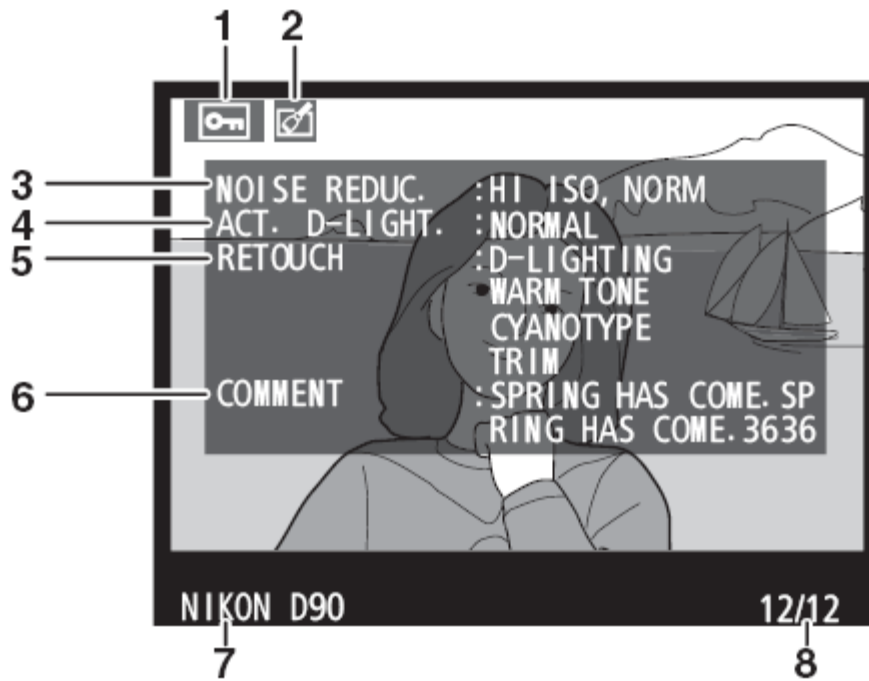 1 2
3 NOISE REDUC. :HI ISO, NORM
4 ACT. D-LIGHT. :NORMAL
5 RETOUCH :D-LIGHTING
WARM TONE
CYANOTYPE
TRIM
6 COMMENT :SPRING HAS COME. SP
RING HAS COME. 3636
NIKON D90 12/12
7 8